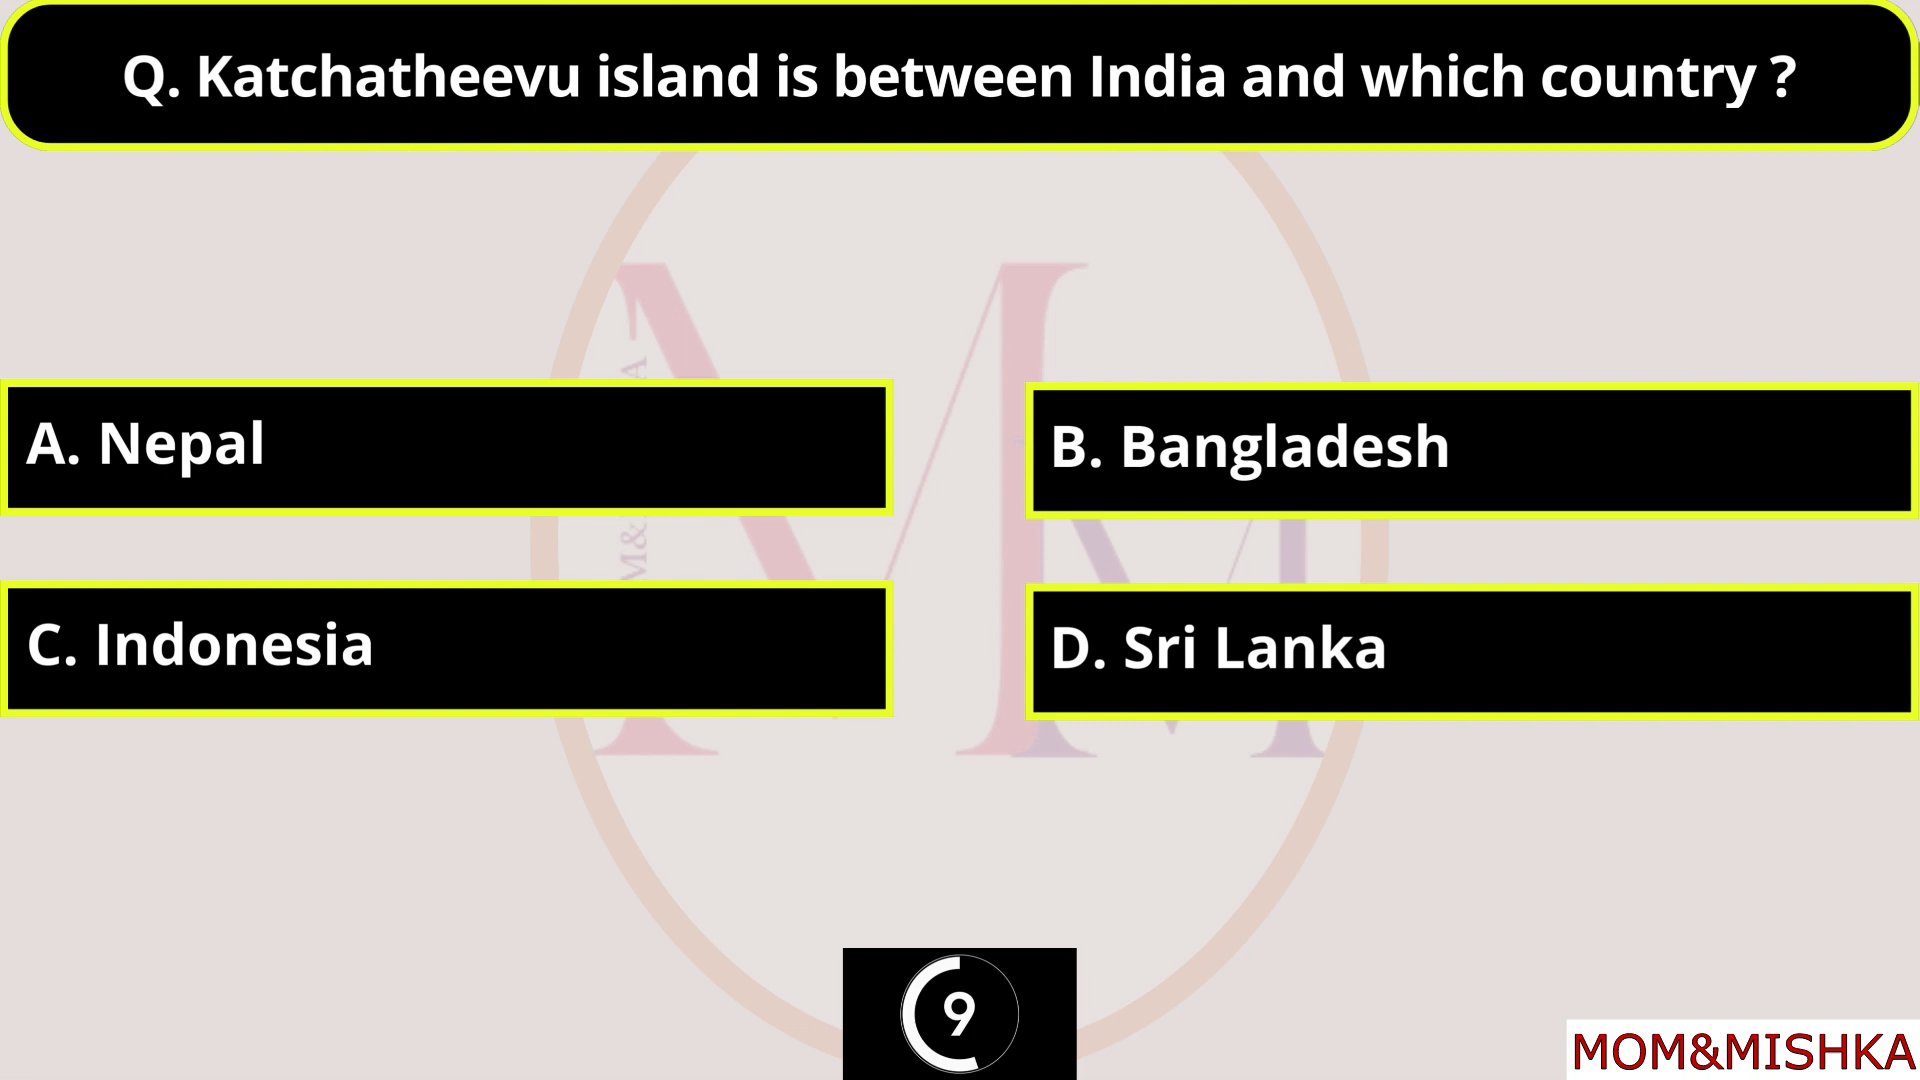 Q. Katchatheevu island is between India and which country ?
A. Nepal
B. Bangladesh
C. Indonesia
D. Sri Lanka
9
MOM&MISHKA